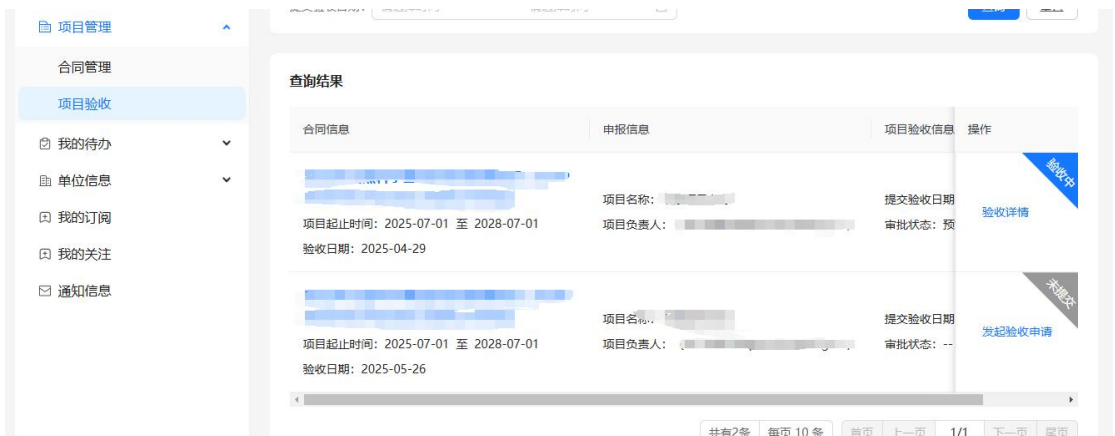 项目管理
合同管理
项目验收
我的待办
单位信息
我的订阅
我的关注
通知信息
查询结果
合同信息 申报信息 项目验收信息 操作
验收中
项目名称：
项目起止时间：2025-07-01 至 2028-07-01 项目负责人：
验收日期：2025-04-29
提交验收日期
审批状态：预
验收详情
未提交
项目名称：
项目起止时间：2025-07-01 至 2028-07-01 项目负责人：
验收日期：2025-05-26
提交验收日期
审批状态：--
发起验收申请
共有2条 每页 10 条 首页 上一页 1/1 下一页 尾页